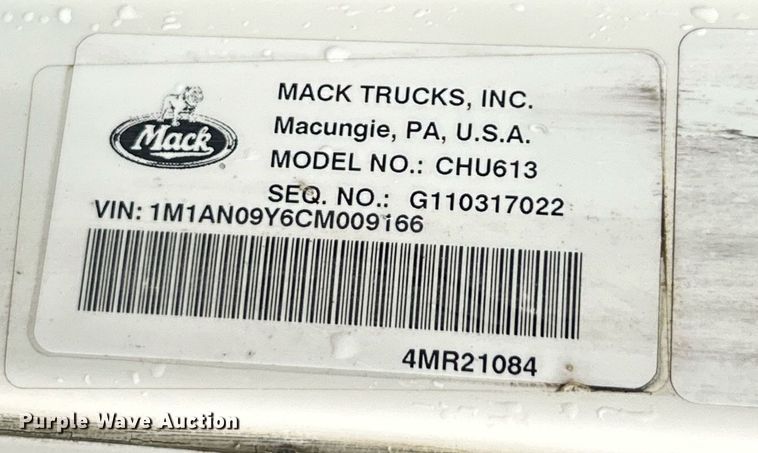 Mack
MACK TRUCKS, INC.
Macungie, PA, U.S.A.
MODEL NO.: CHU613
SEQ. NO.: G110317022
VIN: 1M1AN09Y6CM009166
4MR21084
Purple Wave Auction